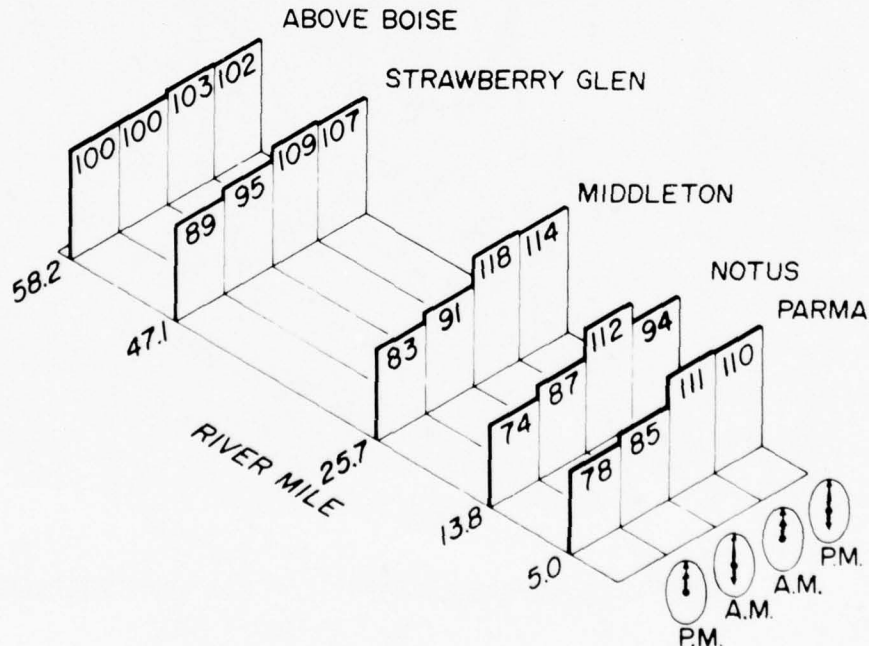 ABOVE BOISE
100 100 103 102
STRAWBERRY GLEN
89 95 109 107
58.2
MIDDLETON
118 114
83 91
47.1
NOTUS
PARMA
112 94
74 87
111 110
78 85
RIVER MILE
25.7
13.8
5.0
P.M.
A.M.
A.M.
P.M.